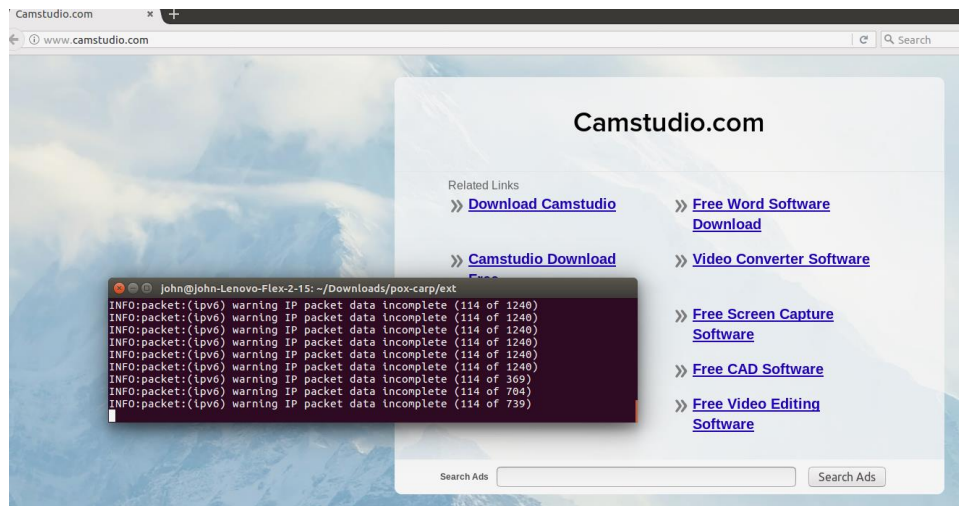 Camstudio.com
www.camstudio.com
Search
Camstudio.com
Related Links
Download Camstudio
Free Word Software
Download
Camstudio Download
Video Converter Software
john@john-Lenovo-Flex-2-15: ~/Downloads/pox-carp/ext
INFO:packet:(ipv6) warning IP packet data incomplete (114 of 1240)
INFO:packet:(ipv6) warning IP packet data incomplete (114 of 1240)
INFO:packet:(ipv6) warning IP packet data incomplete (114 of 1240)
INFO:packet:(ipv6) warning IP packet data incomplete (114 of 1240)
INFO:packet:(ipv6) warning IP packet data incomplete (114 of 1240)
INFO:packet:(ipv6) warning IP packet data incomplete (114 of 1240)
INFO:packet:(ipv6) warning IP packet data incomplete (114 of 369)
INFO:packet:(ipv6) warning IP packet data incomplete (114 of 704)
INFO:packet:(ipv6) warning IP packet data incomplete (114 of 739)
Free Screen Capture
Software
Free CAD Software
Free Video Editing
Software
Search Ads
Search Ads